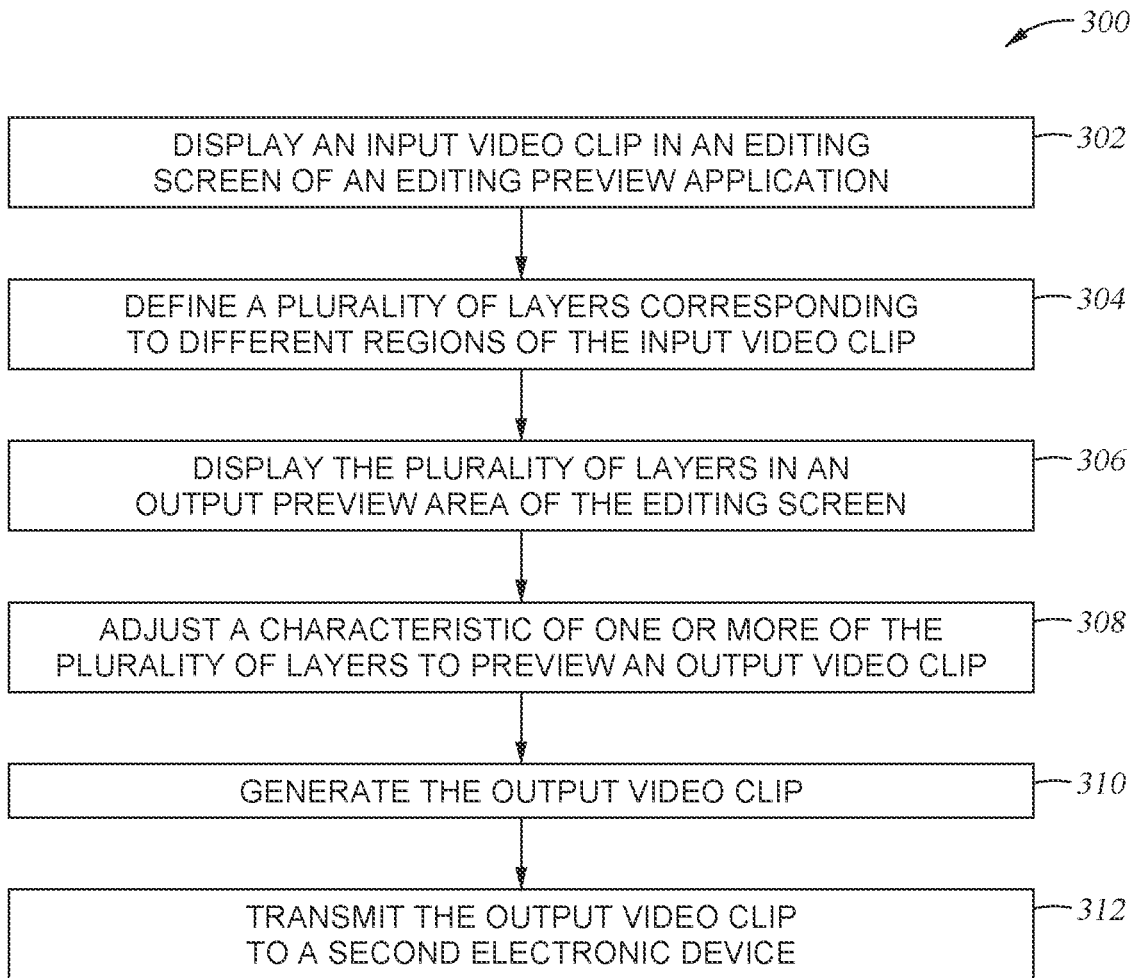 300
DISPLAY AN INPUT VIDEO CLIP IN AN EDITING
SCREEN OF AN EDITING PREVIEW APPLICATION
302
DEFINE A PLURALITY OF LAYERS CORRESPONDING
TO DIFFERENT REGIONS OF THE INPUT VIDEO CLIP
304
DISPLAY THE PLURALITY OF LAYERS IN AN
OUTPUT PREVIEW AREA OF THE EDITING SCREEN
306
ADJUST A CHARACTERISTIC OF ONE OR MORE OF THE
PLURALITY OF LAYERS TO PREVIEW AN OUTPUT VIDEO CLIP
308
GENERATE THE OUTPUT VIDEO CLIP
310
TRANSMIT THE OUTPUT VIDEO CLIP
TO A SECOND ELECTRONIC DEVICE
312